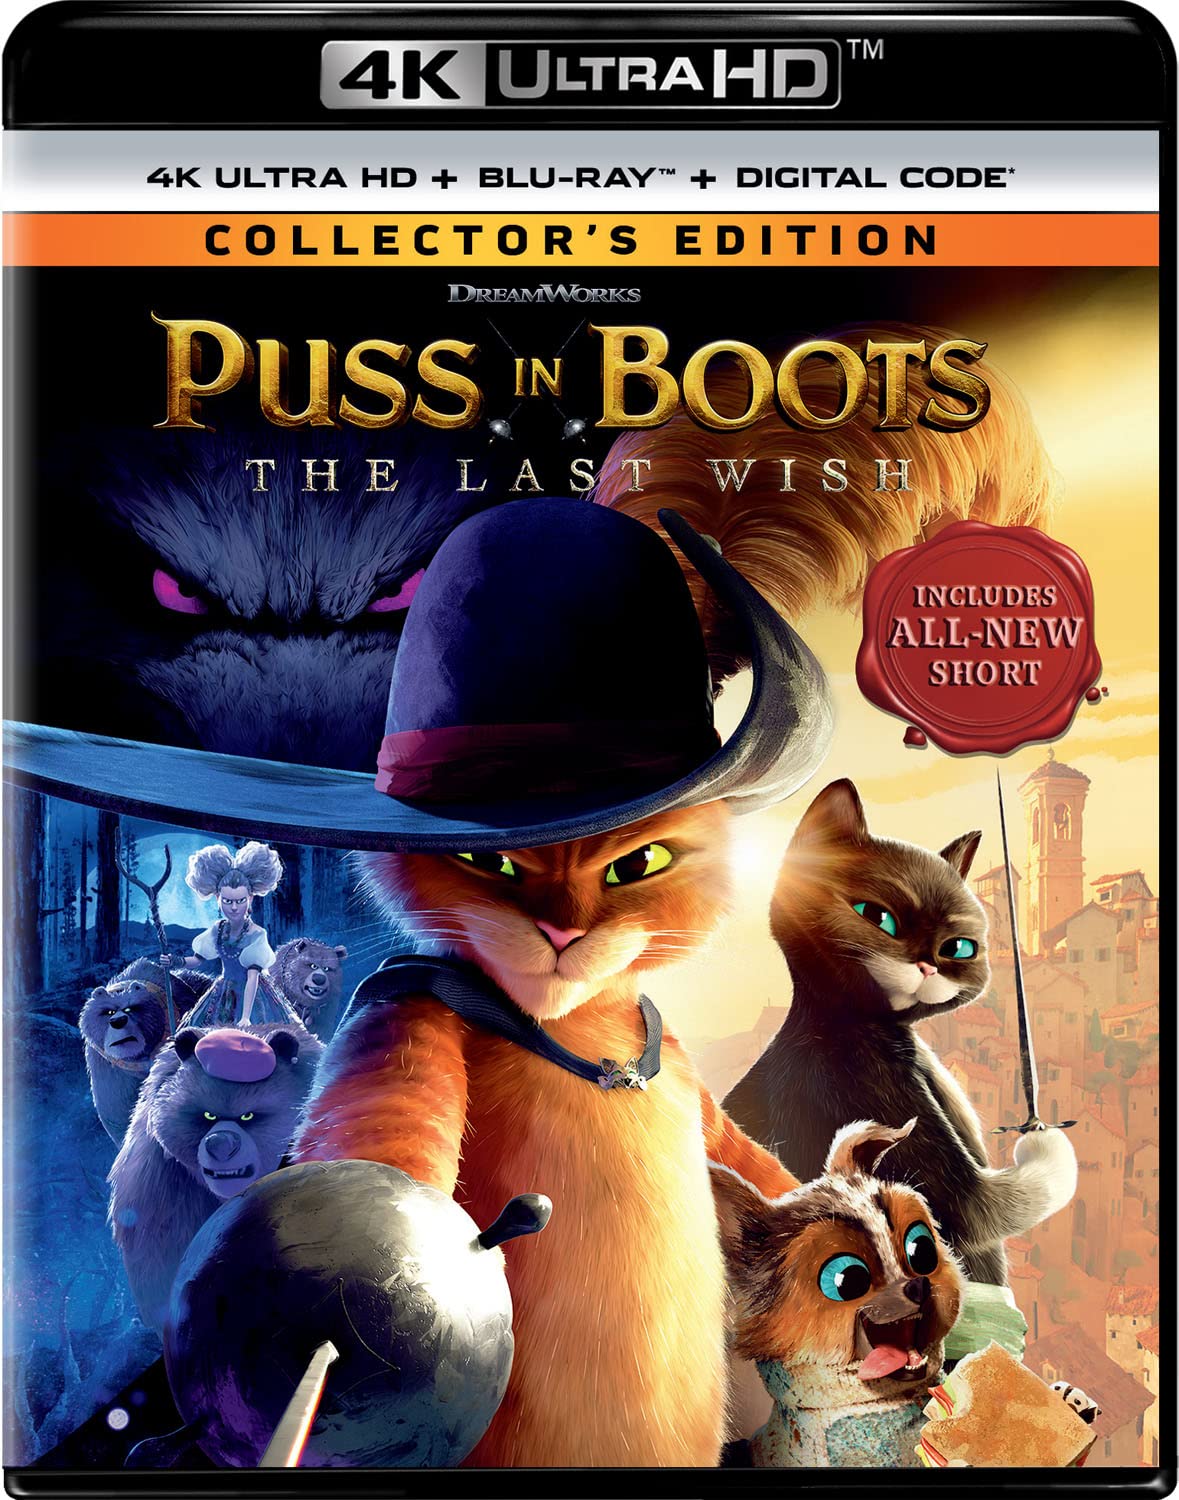 4K ULTRA HD™
4K ULTRA HD + BLU-RAY™ + DIGITAL CODE*
COLLECTOR'S EDITION
DREAMWORKS
PUSS IN BOOTS
THE LAST WISH
INCLUDES
ALL-NEW
SHORT